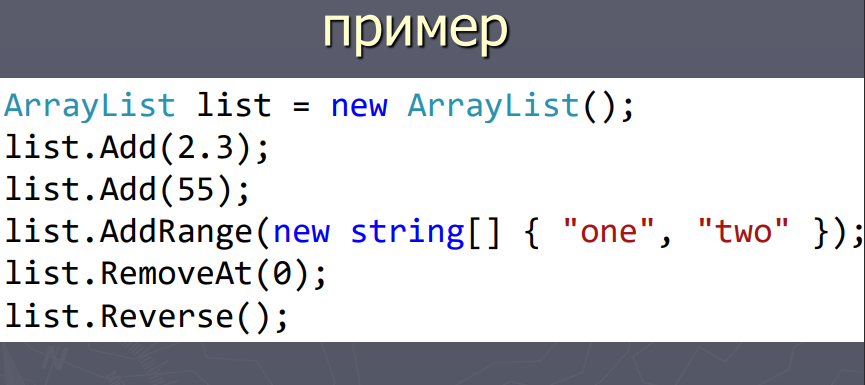 пример
ArrayList list = new ArrayList();
list.Add(2.3);
list.Add(55);
list.AddRange(new string[] { "one", "two" });
list.RemoveAt(0);
list.Reverse();